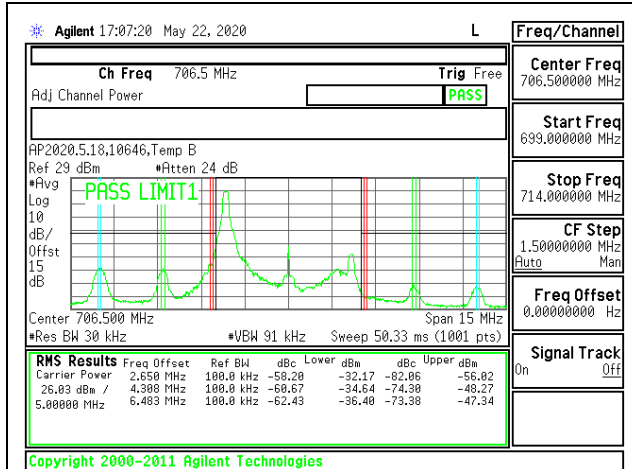 Agilent 17:07:20 May 22, 2020 L
Ch Freq 706.5 MHz Trig Free
Adj Channel Power PASS
AP2020.5.18,10646,Temp B
Ref 29 dBm #Atten 24 dB
#Avg
Log
10
dB/
Offst
15
dB
PASS LIMIT1
Center 706.500 MHz Span 15 MHz
#Res BW 30 kHz #VBW 91 kHz Sweep 50.33 ms (1001 pts)
RMS Results Freq Offset Ref BW dBc Lower dBm dBc Upper dBm
Carrier Power 2.650 MHz 100.0 kHz -58.20 -32.17 -82.06 -56.02
26.03 dBm / 4.308 MHz 100.0 kHz -60.67 -34.64 -74.30 -48.27
5.00000 MHz 6.483 MHz 100.0 kHz -62.43 -36.40 -73.38 -47.34
Copyright 2000-2011 Agilent Technologies
Freq/Channel
Center Freq
706.500000 MHz
Start Freq
699.000000 MHz
Stop Freq
714.000000 MHz
CF Step
1.50000000 MHz
Auto Man
Freq Offset
0.00000000 Hz
Signal Track
On Off